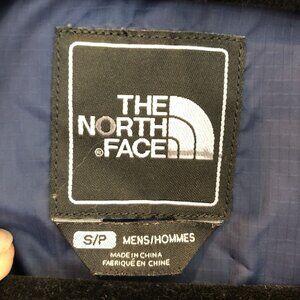 THE
NORTH
®FACE
S/P MENS/HOMMES
MADE IN CHINA
FABRIQUÉ EN CHINE